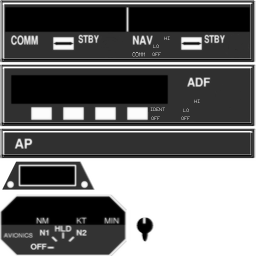 COMM STBY NAV HI STBY
LO
COMM OFF
ADF
HI
IDENT LO
OFF OFF
AP
NM KT MIN
AVIONICS N1 HLD N2
OFF